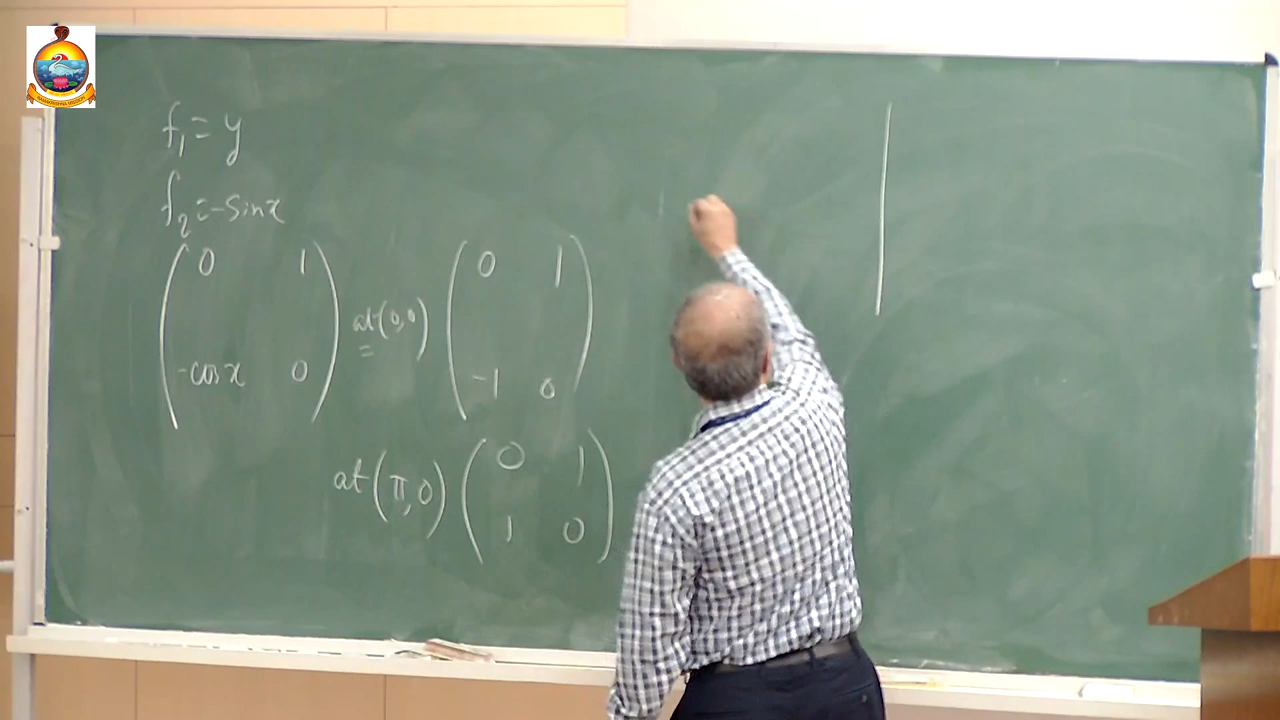 f₁ = y
f₂ = -sin x
0 1
-cos x 0
at (0,0)
0 1
-1 0
at (π,0)
0 1
1 0